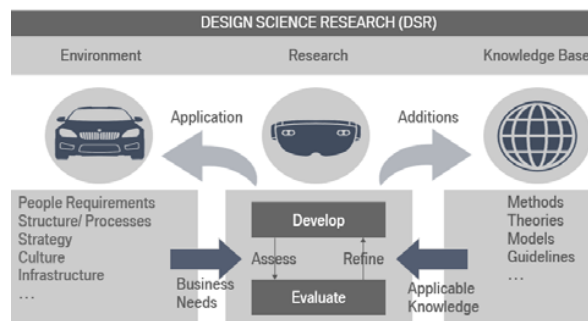 DESIGN SCIENCE RESEARCH (DSR)
Environment
Research
Knowledge Base
Application
Additions
People Requirements
Structure/ Processes
Strategy
Culture
Infrastructure
…
Business
Needs
Develop
Assess
Refine
Evaluate
Applicable
Knowledge
Methods
Theories
Models
Guidelines
…